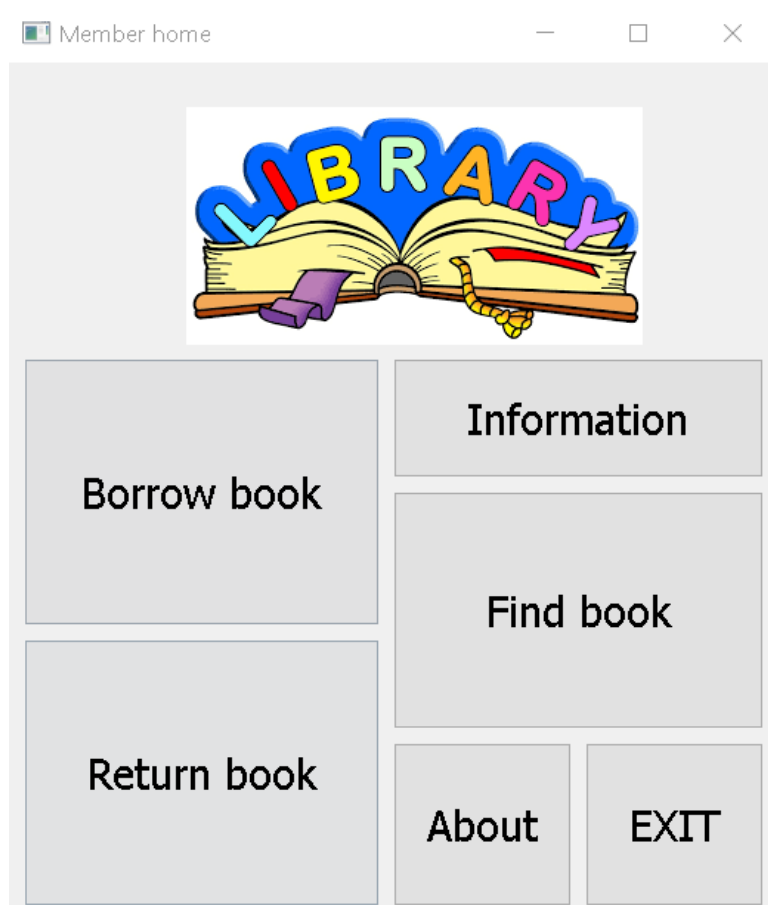 Member home
LIBRARY
Borrow book
Information
Find book
Return book
About
EXIT